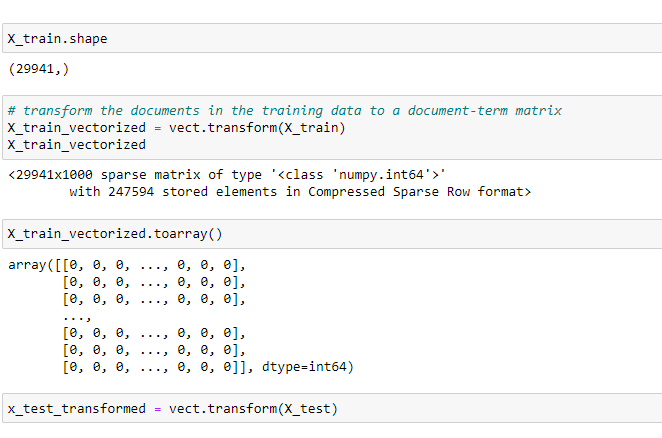 X_train.shape
(29941,)
# transform the documents in the training data to a document-term matrix
X_train_vectorized = vect.transform(X_train)
X_train_vectorized
<29941x1000 sparse matrix of type '<class 'numpy.int64'>'
        with 247594 stored elements in Compressed Sparse Row format>
X_train_vectorized.toarray()
array([[0, 0, 0, ..., 0, 0, 0],
       [0, 0, 0, ..., 0, 0, 0],
       [0, 0, 0, ..., 0, 0, 0],
       ...,
       [0, 0, 0, ..., 0, 0, 0],
       [0, 0, 0, ..., 0, 0, 0],
       [0, 0, 0, ..., 0, 0, 0]], dtype=int64)
x_test_transformed = vect.transform(X_test)